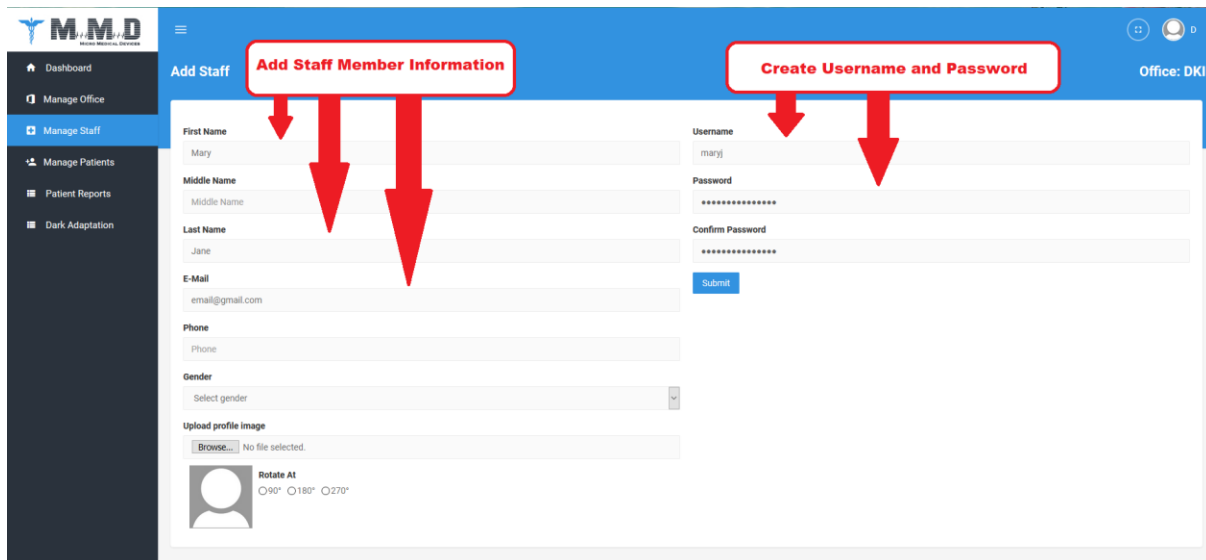 M.M.D
MICRO MEDICAL DEVICES
D
Dashboard
Manage Office
Manage Staff
Manage Patients
Patient Reports
Dark Adaptation
Add Staff
Add Staff Member Information
Create Username and Password
Office: DKI
First Name
Mary
Middle Name
Middle Name
Last Name
Jane
E-Mail
email@gmail.com
Phone
Phone
Gender
Select gender
Upload profile image
Browse... No file selected.
Rotate At
90° 180° 270°
Username
maryj
Password
•••••••••••••••
Confirm Password
•••••••••••••••
Submit